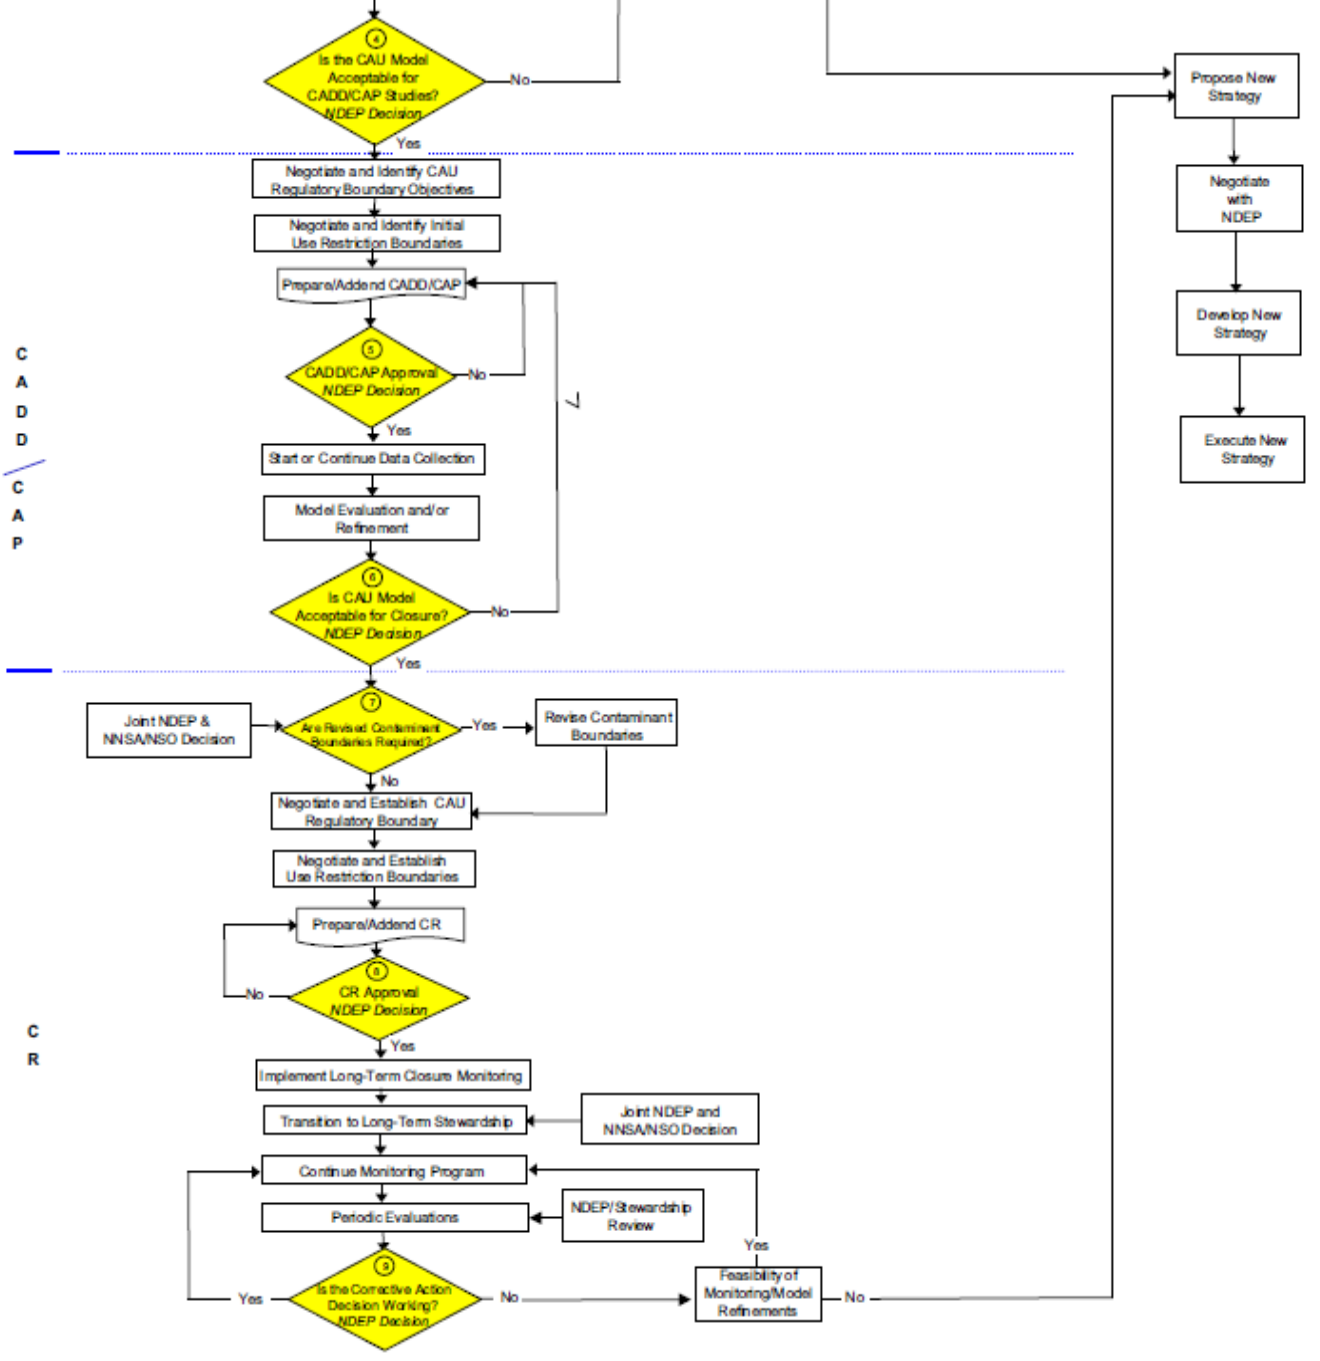 4
Is the CAU Model
Acceptable for
CADD/CAP Studies?
NDEP Decision
No
Yes
Propose New
Strategy
Negotiate
with
NDEP
Develop New
Strategy
Execute New
Strategy
Negotiate and Identify CAU
Regulatory Boundary Objectives
Negotiate and Identify Initial
Use Restriction Boundaries
Prepare/Addend CADD/CAP
5
CADD/CAP Approval
NDEP Decision
No
Yes
Start or Continue Data Collection
Model Evaluation and/or
Refinement
6
Is CAU Model
Acceptable for Closure?
NDEP Decision
No
Yes
C
A
D
D
/
C
A
P
7
Are Revised Contaminant
Boundaries Required?
Joint NDEP &
NNSA/NSO Decision
Yes
Revise Contaminant
Boundaries
No
Negotiate and Establish CAU
Regulatory Boundary
Negotiate and Establish
Use Restriction Boundaries
Prepare/Addend CR
8
CR Approval
NDEP Decision
No
Yes
C
R
Implement Long-Term Closure Monitoring
Transition to Long-Term Stewardship
Joint NDEP and
NNSA/NSO Decision
Continue Monitoring Program
Periodic Evaluations
NDEP/Stewardship
Review
9
Is the Corrective Action
Decision Working?
NDEP Decision
Yes
No
Yes
Feasibility of
Monitoring/Model
Refinements
No